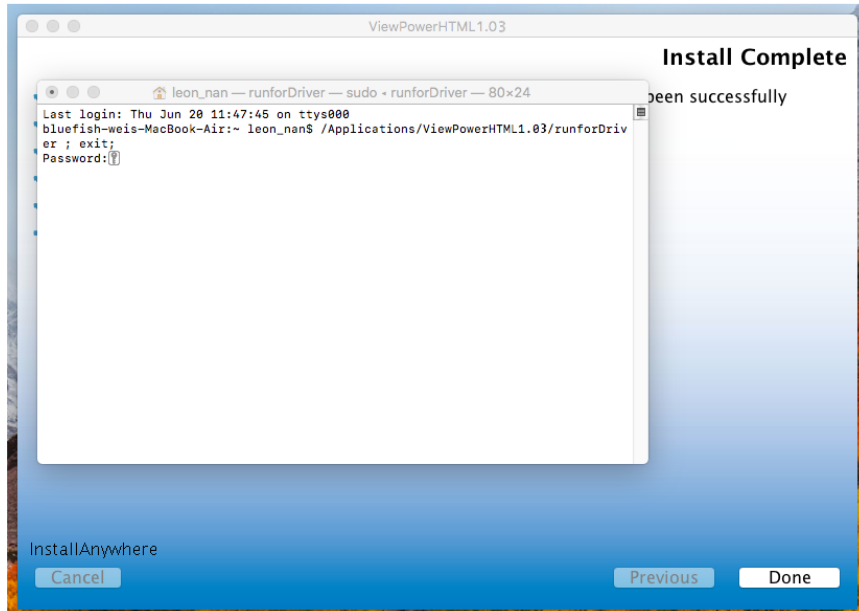 ViewPowerHTML1.03
Install Complete
been successfully
leon_nan — runforDriver — sudo ◂ runforDriver — 80×24
Last login: Thu Jun 20 11:47:45 on ttys000
bluefish-weis-MacBook-Air:~ leon_nan$ /Applications/ViewPowerHTML1.03/runforDriv
er ; exit;
Password:
InstallAnywhere
Cancel
Previous
Done